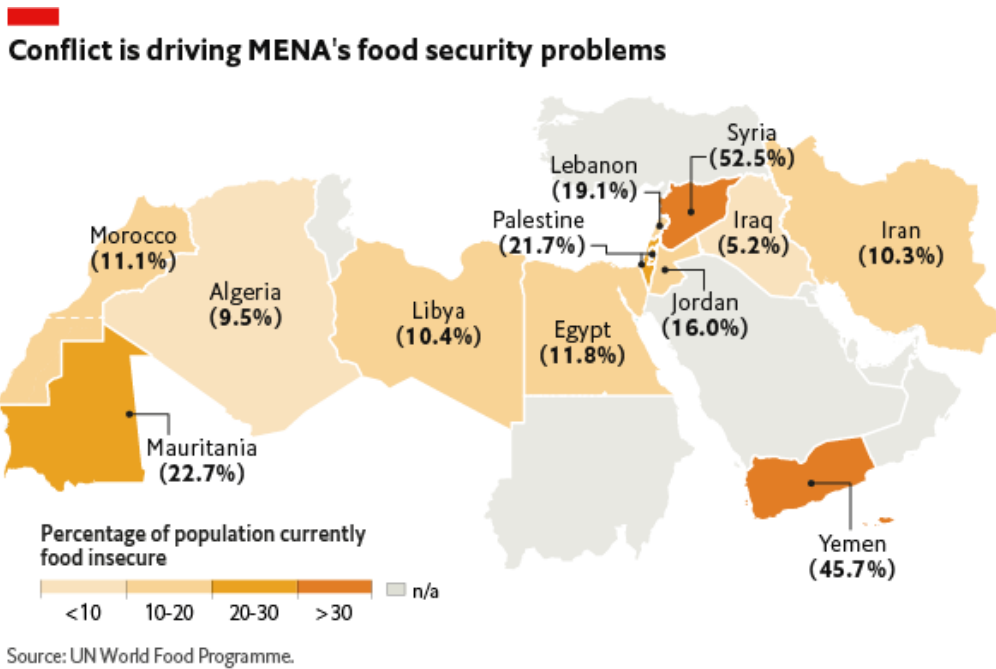 Conflict is driving MENA's food security problems
Syria
(52.5%)
Lebanon
(19.1%)
Palestine
(21.7%)
Iraq
(5.2%)
Iran
(10.3%)
Morocco
(11.1%)
Algeria
(9.5%)
Libya
(10.4%)
Egypt
(11.8%)
Jordan
(16.0%)
Mauritania
(22.7%)
Yemen
(45.7%)
Percentage of population currently
food insecure
<10 10-20 20-30 >30 n/a
Source: UN World Food Programme.